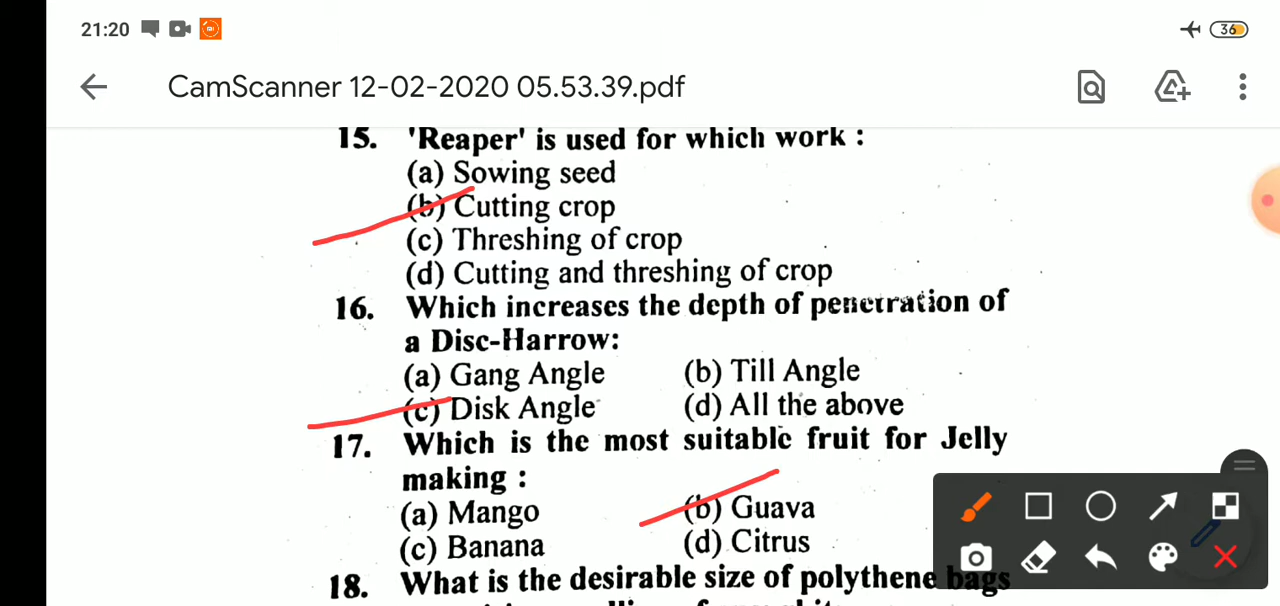 21:20
36
CamScanner 12-02-2020 05.53.39.pdf
15. 'Reaper' is used for which work :
(a) Sowing seed
(b) Cutting crop
(c) Threshing of crop
(d) Cutting and threshing of crop
16. Which increases the depth of penetration of
a Disc-Harrow:
(a) Gang Angle (b) Till Angle
(c) Disk Angle (d) All the above
17. Which is the most suitable fruit for Jelly
making :
(a) Mango (b) Guava
(c) Banana (d) Citrus
18. What is the desirable size of polythene bags